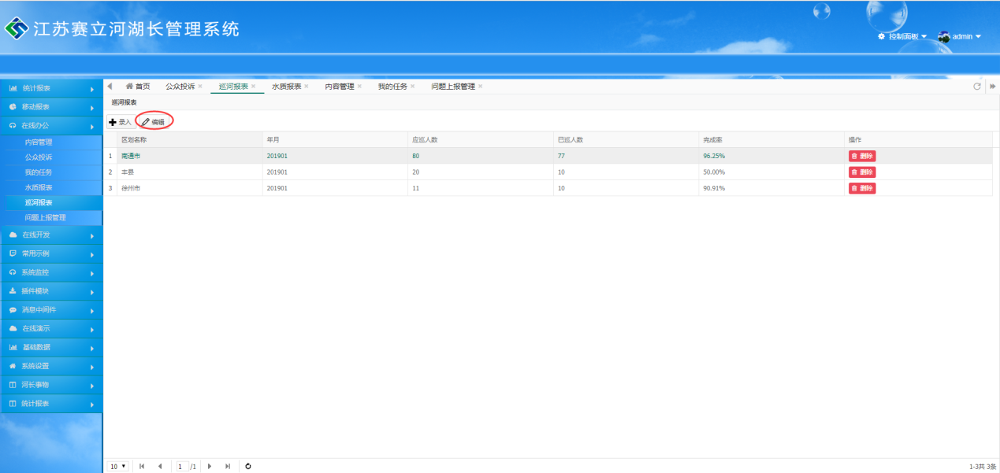 江苏赛立河湖长管理系统
控制面板 admin
统计报表
移动报表
在线办公
内容管理
公众投诉
我的任务
水质报表
巡河报表
问题上报管理
在线开发
常用示例
系统监控
插件模块
消息中间件
在线演示
基础数据
系统设置
河长事物
统计报表
首页 公众投诉 × 巡河报表 × 水质报表 × 内容管理 × 我的任务 × 问题上报管理 ×
巡河报表
录入 编辑
区划名称 年月 应巡人数 已巡人数 完成率 操作
1 南通市 201901 80 77 96.25% 删除
2 丰县 201901 20 10 50.00% 删除
3 徐州市 201901 11 10 90.91% 删除
10 1 /1 1-3共 3条